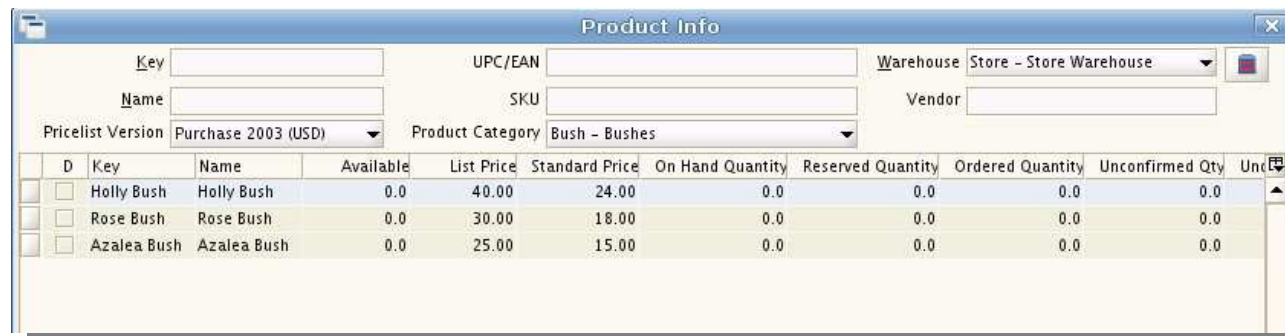 Product Info
Key UPC/EAN Warehouse Store - Store Warehouse
Name SKU Vendor
Pricelist Version Purchase 2003 (USD) Product Category Bush - Bushes
D Key Name Available List Price Standard Price On Hand Quantity Reserved Quantity Ordered Quantity Unconfirmed Qty
Holly Bush Holly Bush 0.0 40.00 24.00 0.0 0.0 0.0 0.0
Rose Bush Rose Bush 0.0 30.00 18.00 0.0 0.0 0.0 0.0
Azalea Bush Azalea Bush 0.0 25.00 15.00 0.0 0.0 0.0 0.0